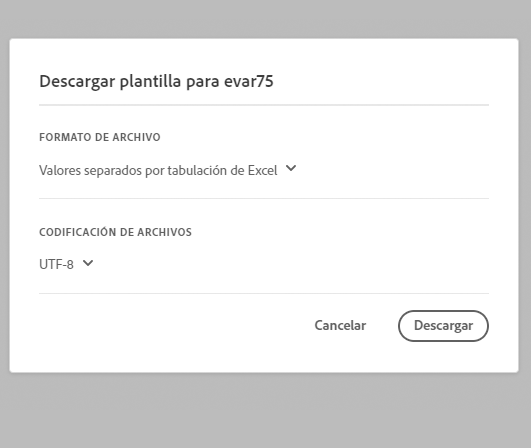 Descargar plantilla para evar75
FORMATO DE ARCHIVO
Valores separados por tabulación de Excel
CODIFICACIÓN DE ARCHIVOS
UTF-8
Cancelar
Descargar